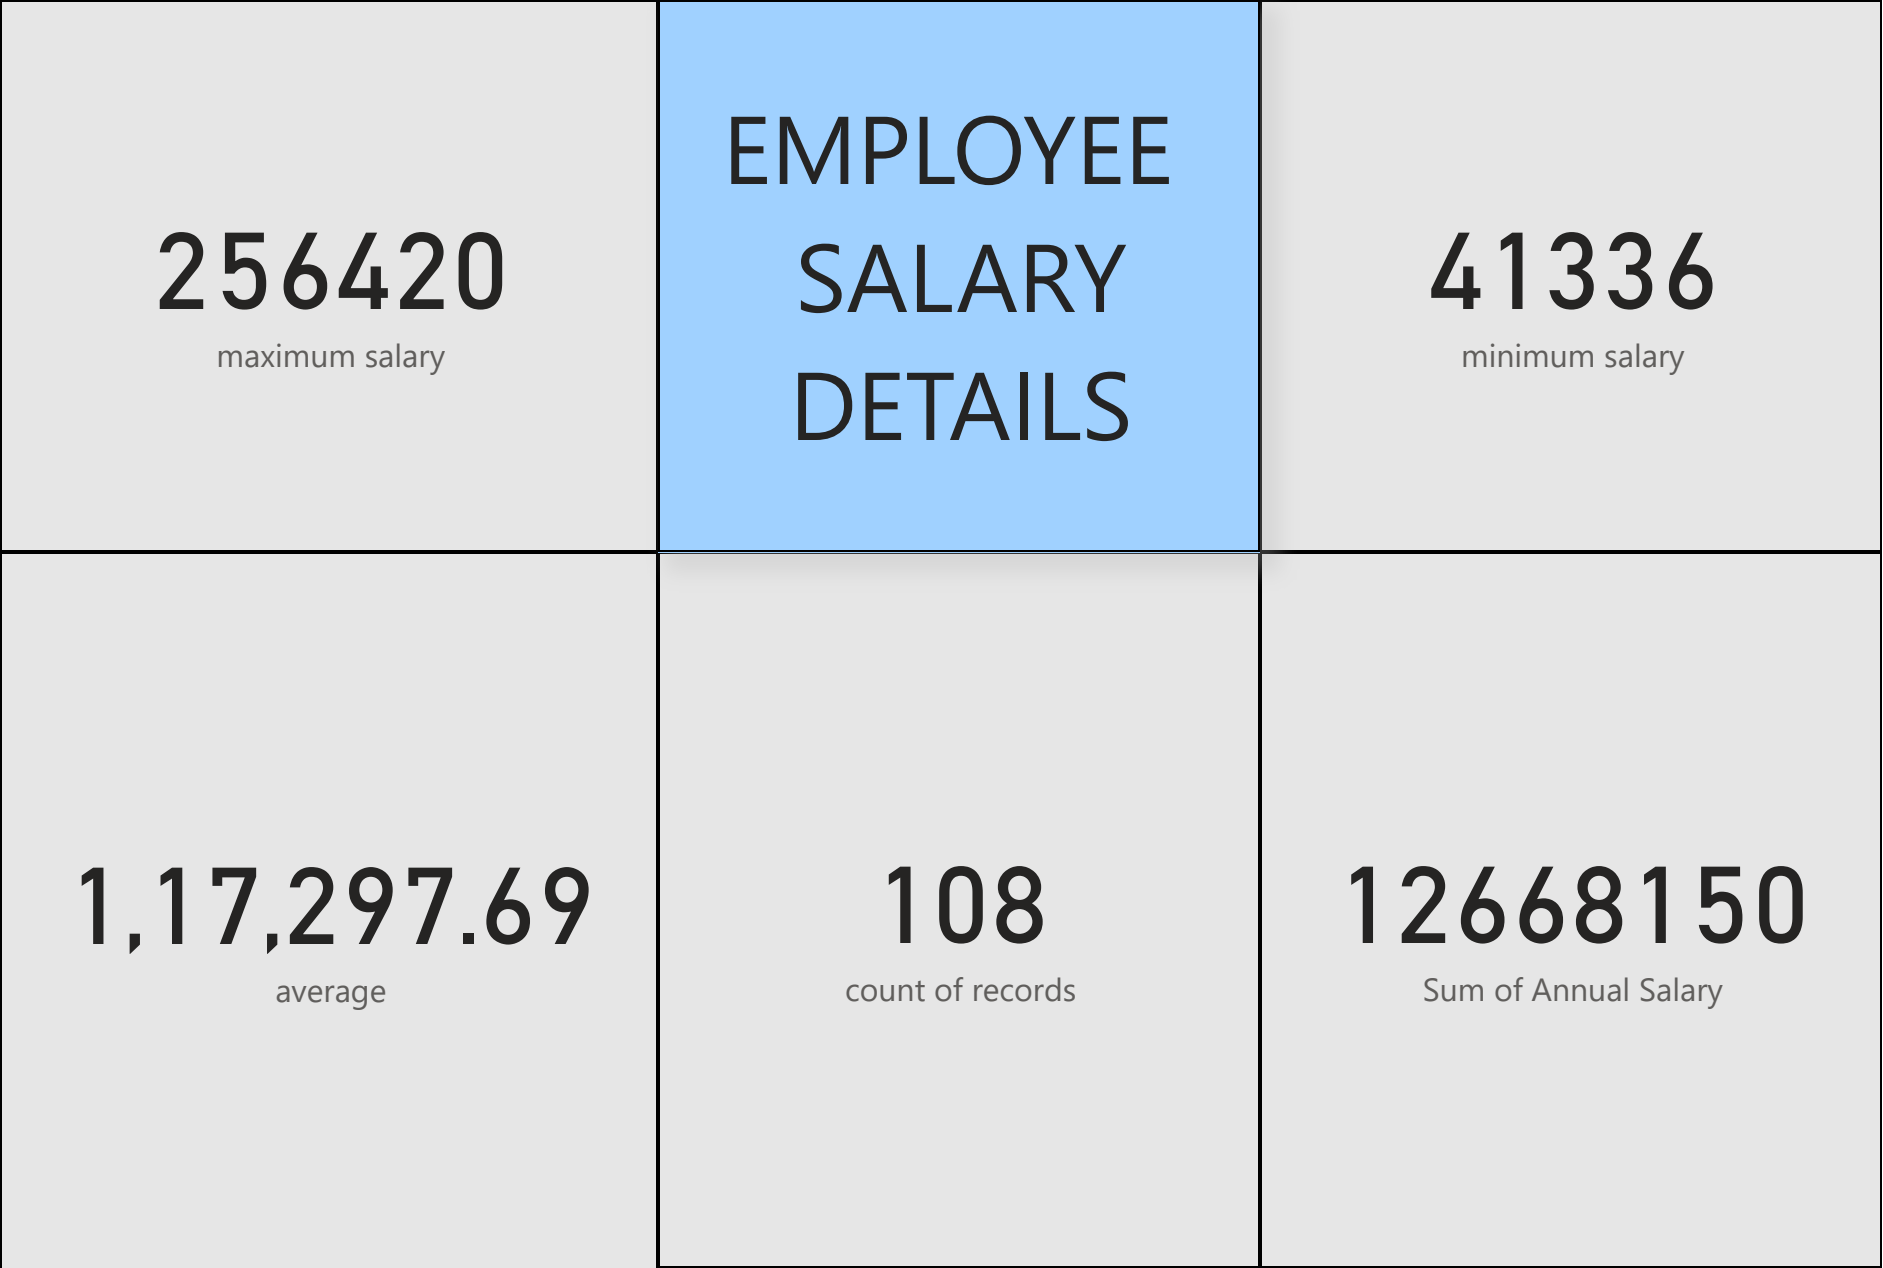 256420
maximum salary
EMPLOYEE
SALARY
DETAILS
41336
minimum salary
1,17,297.69
average
108
count of records
12668150
Sum of Annual Salary